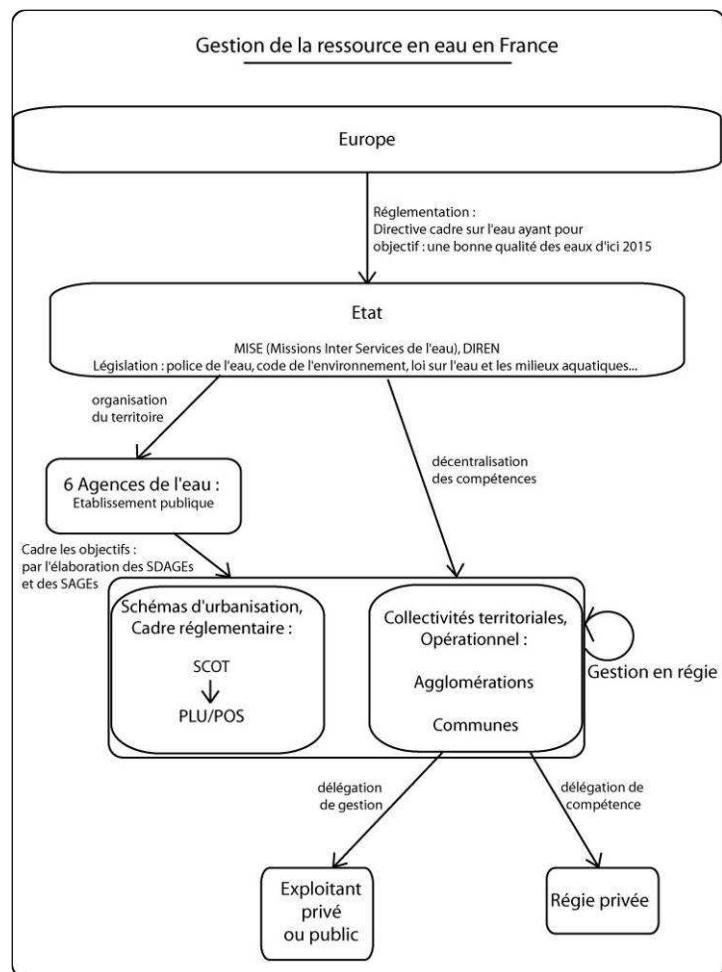 Gestion de la ressource en eau en France
Europe
Réglementation :
Directive cadre sur l'eau ayant pour
objectif : une bonne qualité des eaux d'ici 2015
Etat
MISE (Missions Inter Services de l'eau), DIREN
Législation : police de l'eau, code de l'environnement, loi sur l'eau et les milieux aquatiques...
organisation
du territoire
décentralisation
des compétences
6 Agences de l'eau :
Etablissement publique
Cadre les objectifs :
par l'élaboration des SDAGEs
et des SAGEs
Schémas d'urbanisation,
Cadre réglementaire :
SCOT
PLU/POS
Collectivités territoriales,
Opérationnel :
Agglomérations
Communes
Gestion en régie
délégation
de gestion
délégation de
compétence
Exploitant
privé
ou public
Régie privée